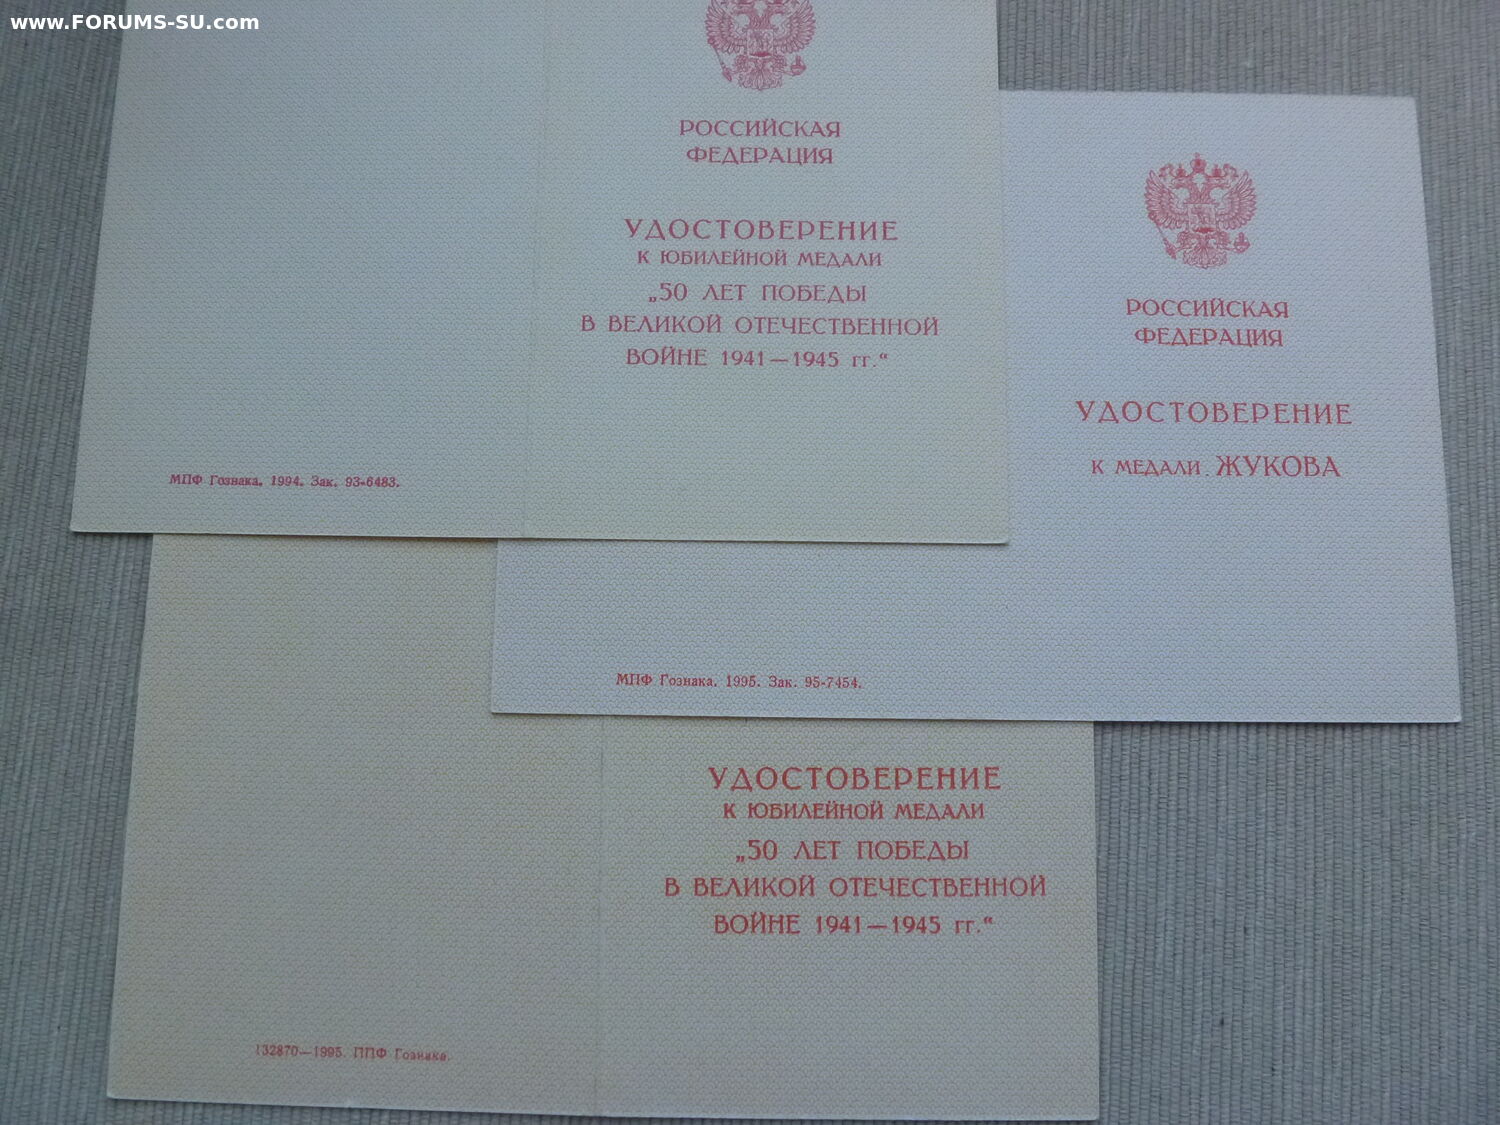 www.FORUMS-SU.com
РОССИЙСКАЯ
ФЕДЕРАЦИЯ
УДОСТОВЕРЕНИЕ
К ЮБИЛЕЙНОЙ МЕДАЛИ
„50 ЛЕТ ПОБЕДЫ
В ВЕЛИКОЙ ОТЕЧЕСТВЕННОЙ
ВОЙНЕ 1941—1945 гг.“
МПФ Гознака. 1994. Зак. 93-6483.
РОССИЙСКАЯ
ФЕДЕРАЦИЯ
УДОСТОВЕРЕНИЕ
К МЕДАЛИ ЖУКОВА
МПФ Гознака. 1995. Зак. 95-7454.
УДОСТОВЕРЕНИЕ
К ЮБИЛЕЙНОЙ МЕДАЛИ
„50 ЛЕТ ПОБЕДЫ
В ВЕЛИКОЙ ОТЕЧЕСТВЕННОЙ
ВОЙНЕ 1941—1945 гг.“
132870—1995. ППФ Гознака.